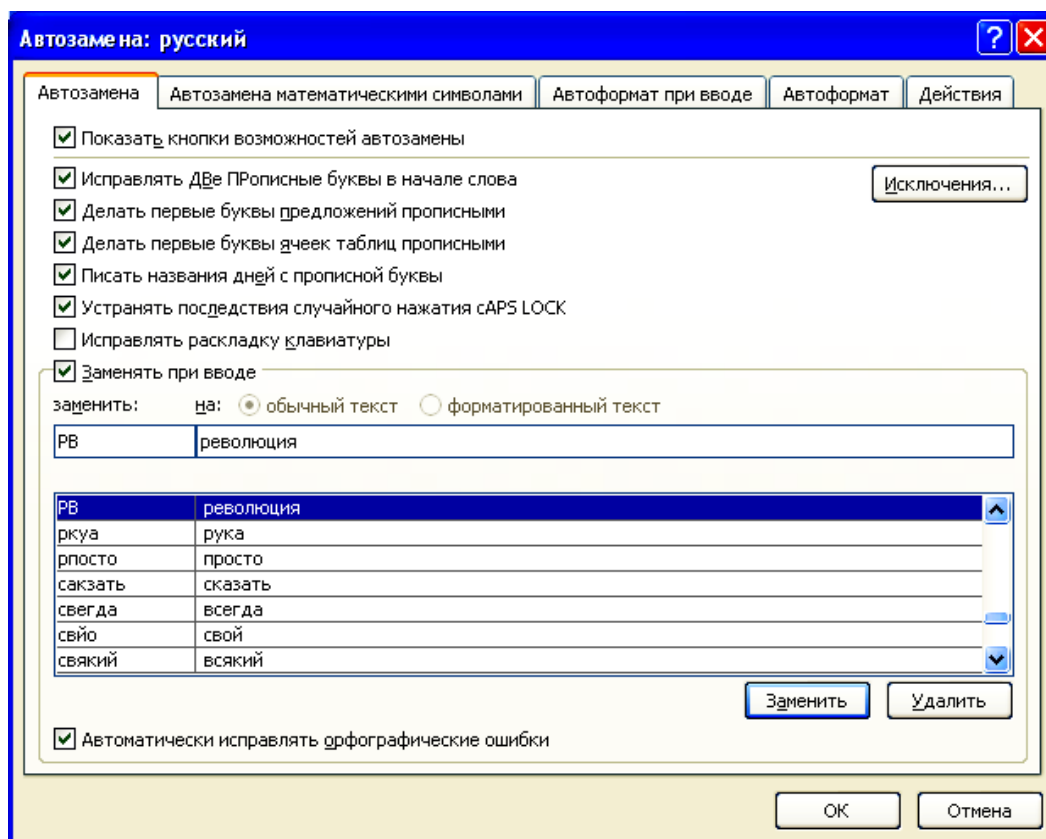 Автозамена: русский
Автозамена Автозамена математическими символами Автоформат при вводе Автоформат Действия
Показать кнопки возможностей автозамены
Исправлять ДВе ПРописные буквы в начале слова
Исключения...
Делать первые буквы предложений прописными
Делать первые буквы ячеек таблиц прописными
Писать названия дней с прописной буквы
Устранять последствия случайного нажатия cAPS LOCK
Исправлять раскладку клавиатуры
Заменять при вводе
заменить: на: обычный текст форматированный текст
РВ революция
РВ революция
ркуа рука
рпосто просто
сакзать сказать
свегда всегда
свйо свой
свякий всякий
Заменить Удалить
Автоматически исправлять орфографические ошибки
ОК Отмена